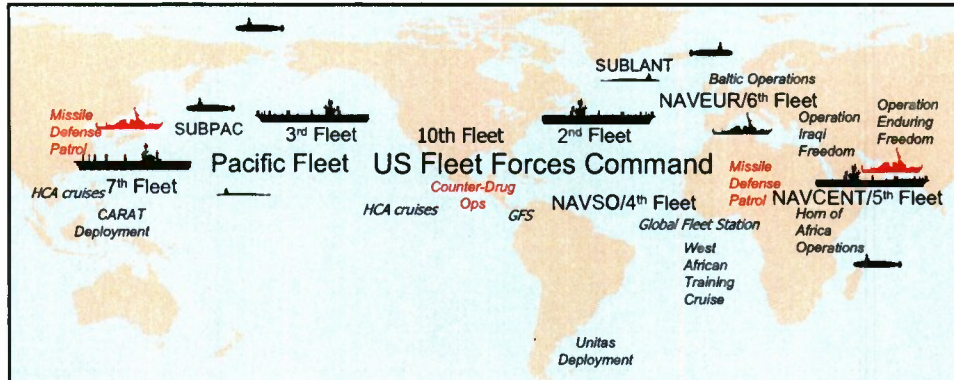 SUBLANT
Baltic Operations
NAVEUR/6th Fleet
Missile
Defense
Patrol
SUBPAC
3rd Fleet
10th Fleet
2nd Fleet
Operation
Iraqi
Freedom
Operation
Enduring
Freedom
Pacific Fleet
US Fleet Forces Command
7th Fleet
HCA cruises
CARAT
Deployment
Counter-Drug
Ops
HCA cruises
GFS
NAVSO/4th Fleet
Missile
Defense
Patrol
NAVCENT/5th Fleet
Global Fleet Station
Horn of
Africa
Operations
West
African
Training
Cruise
Unitas
Deployment